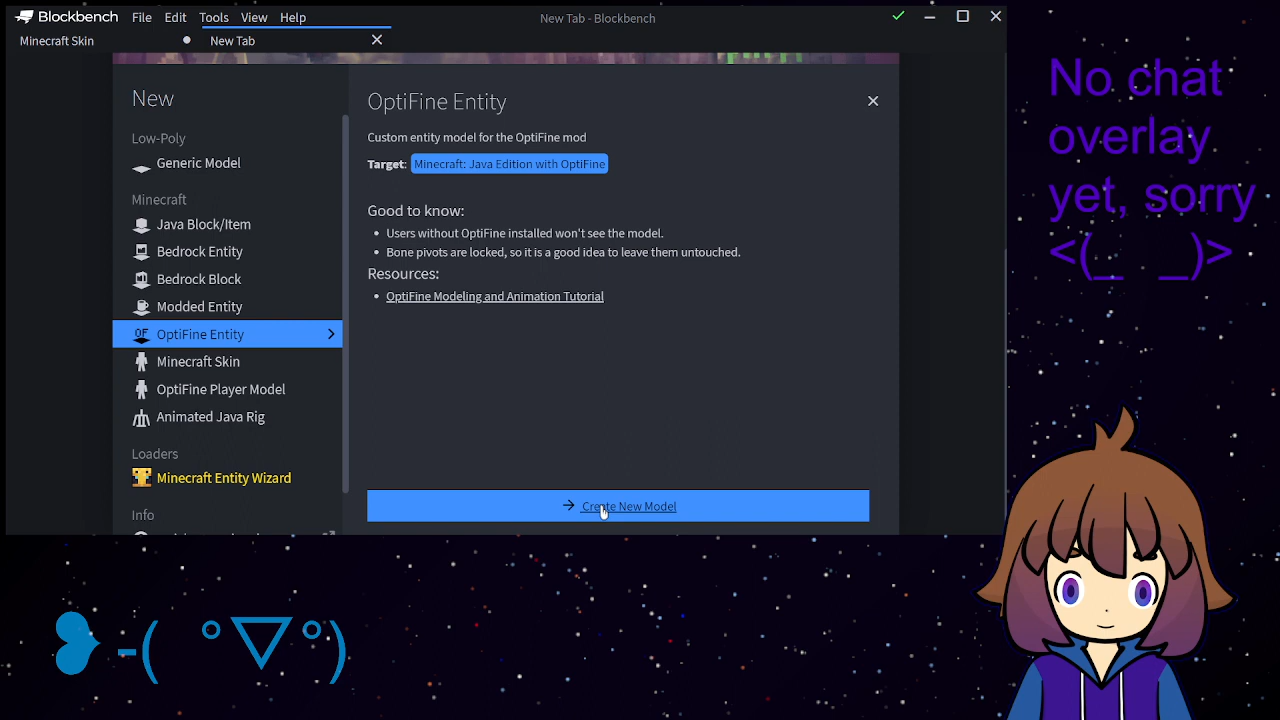 Blockbench File Edit Tools View Help New Tab - Blockbench
Minecraft Skin New Tab
New
Low-Poly
Generic Model
Minecraft
Java Block/Item
Bedrock Entity
Bedrock Block
Modded Entity
OF OptiFine Entity
Minecraft Skin
OptiFine Player Model
Animated Java Rig
Loaders
Minecraft Entity Wizard
Info
OptiFine Entity
Custom entity model for the OptiFine mod
Target: Minecraft: Java Edition with OptiFine
Good to know:
• Users without OptiFine installed won't see the model.
• Bone pivots are locked, so it is a good idea to leave them untouched.
Resources:
• OptiFine Modeling and Animation Tutorial
Create New Model
No chat
overlay
yet, sorry
<(_ _)>
❥-( °▽°)